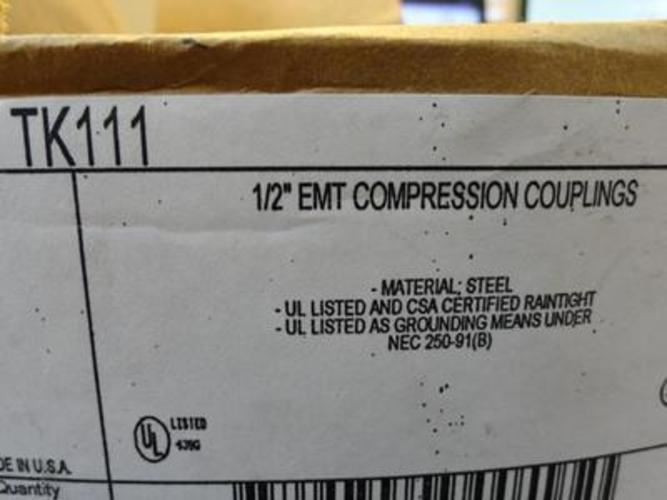 TK111
1/2" EMT COMPRESSION COUPLINGS
- MATERIAL: STEEL
- UL LISTED AND CSA CERTIFIED RAINTIGHT
- UL LISTED AS GROUNDING MEANS UNDER
NEC 250-91(B)
UL LISTED
DE IN U.S.A.
Quantity